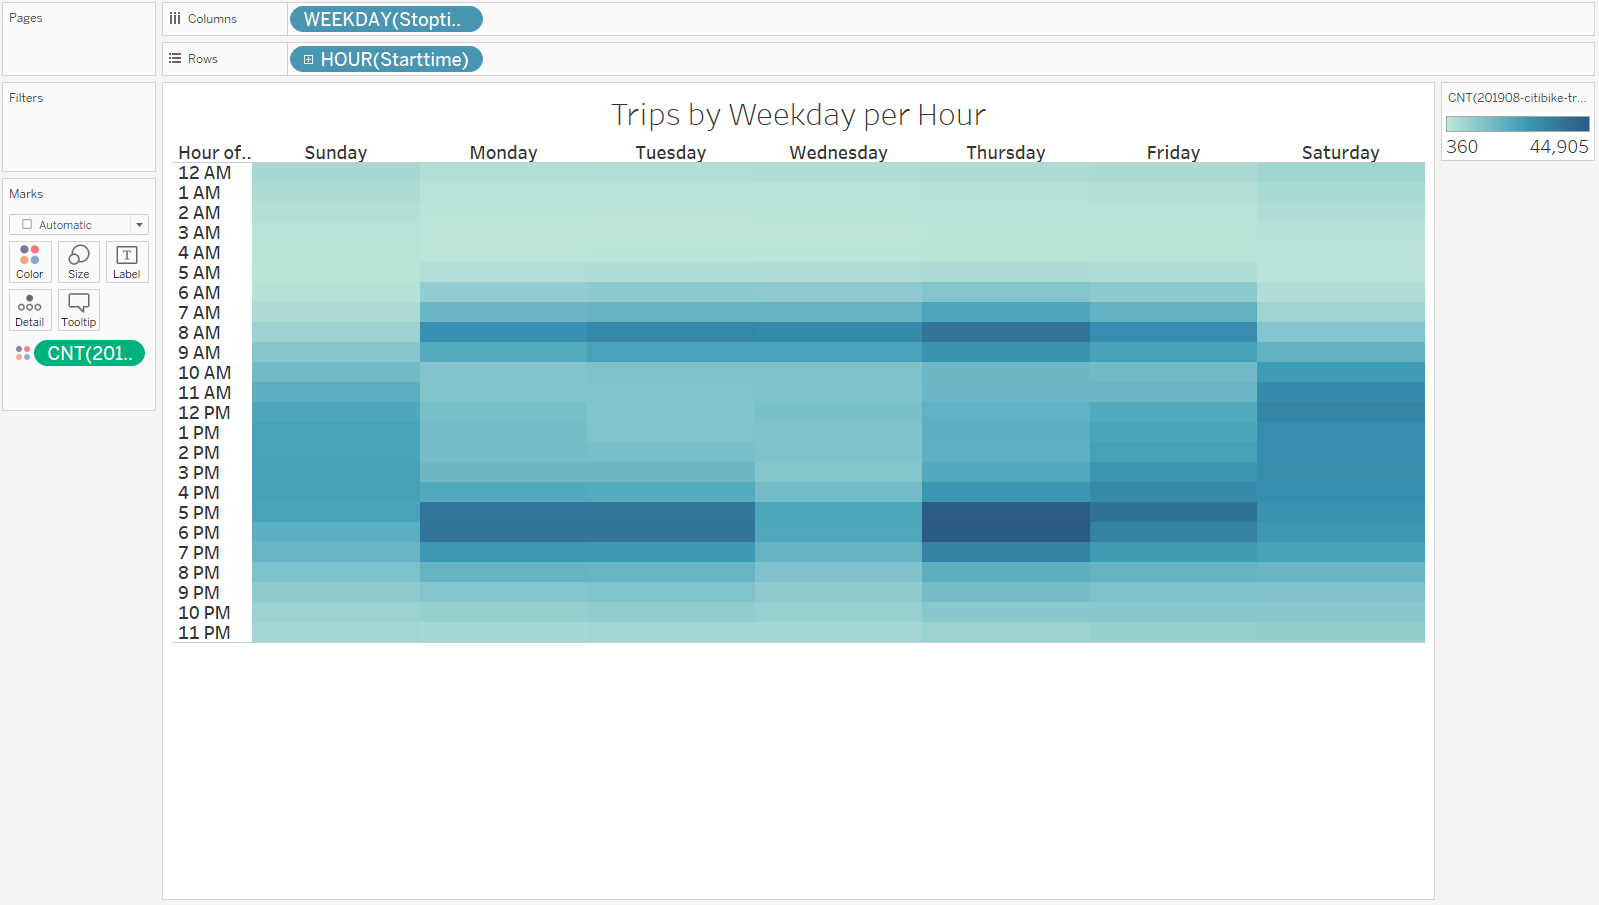 Pages
Columns
WEEKDAY(Stopti..
Rows
HOUR(Starttime)
Filters
Marks
Automatic
Color
Size
Label
Detail
Tooltip
CNT(201..
Trips by Weekday per Hour
Hour of.. Sunday Monday Tuesday Wednesday Thursday Friday Saturday
12 AM
1 AM
2 AM
3 AM
4 AM
5 AM
6 AM
7 AM
8 AM
9 AM
10 AM
11 AM
12 PM
1 PM
2 PM
3 PM
4 PM
5 PM
6 PM
7 PM
8 PM
9 PM
10 PM
11 PM
CNT(201908-citibike-tr...
360 44,905